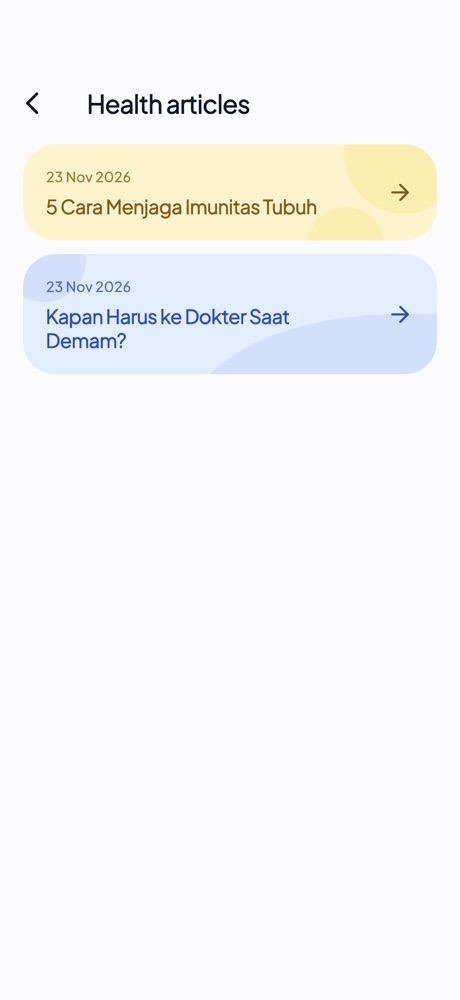 Health articles
23 Nov 2026
5 Cara Menjaga Imunitas Tubuh
23 Nov 2026
Kapan Harus ke Dokter Saat
Demam?